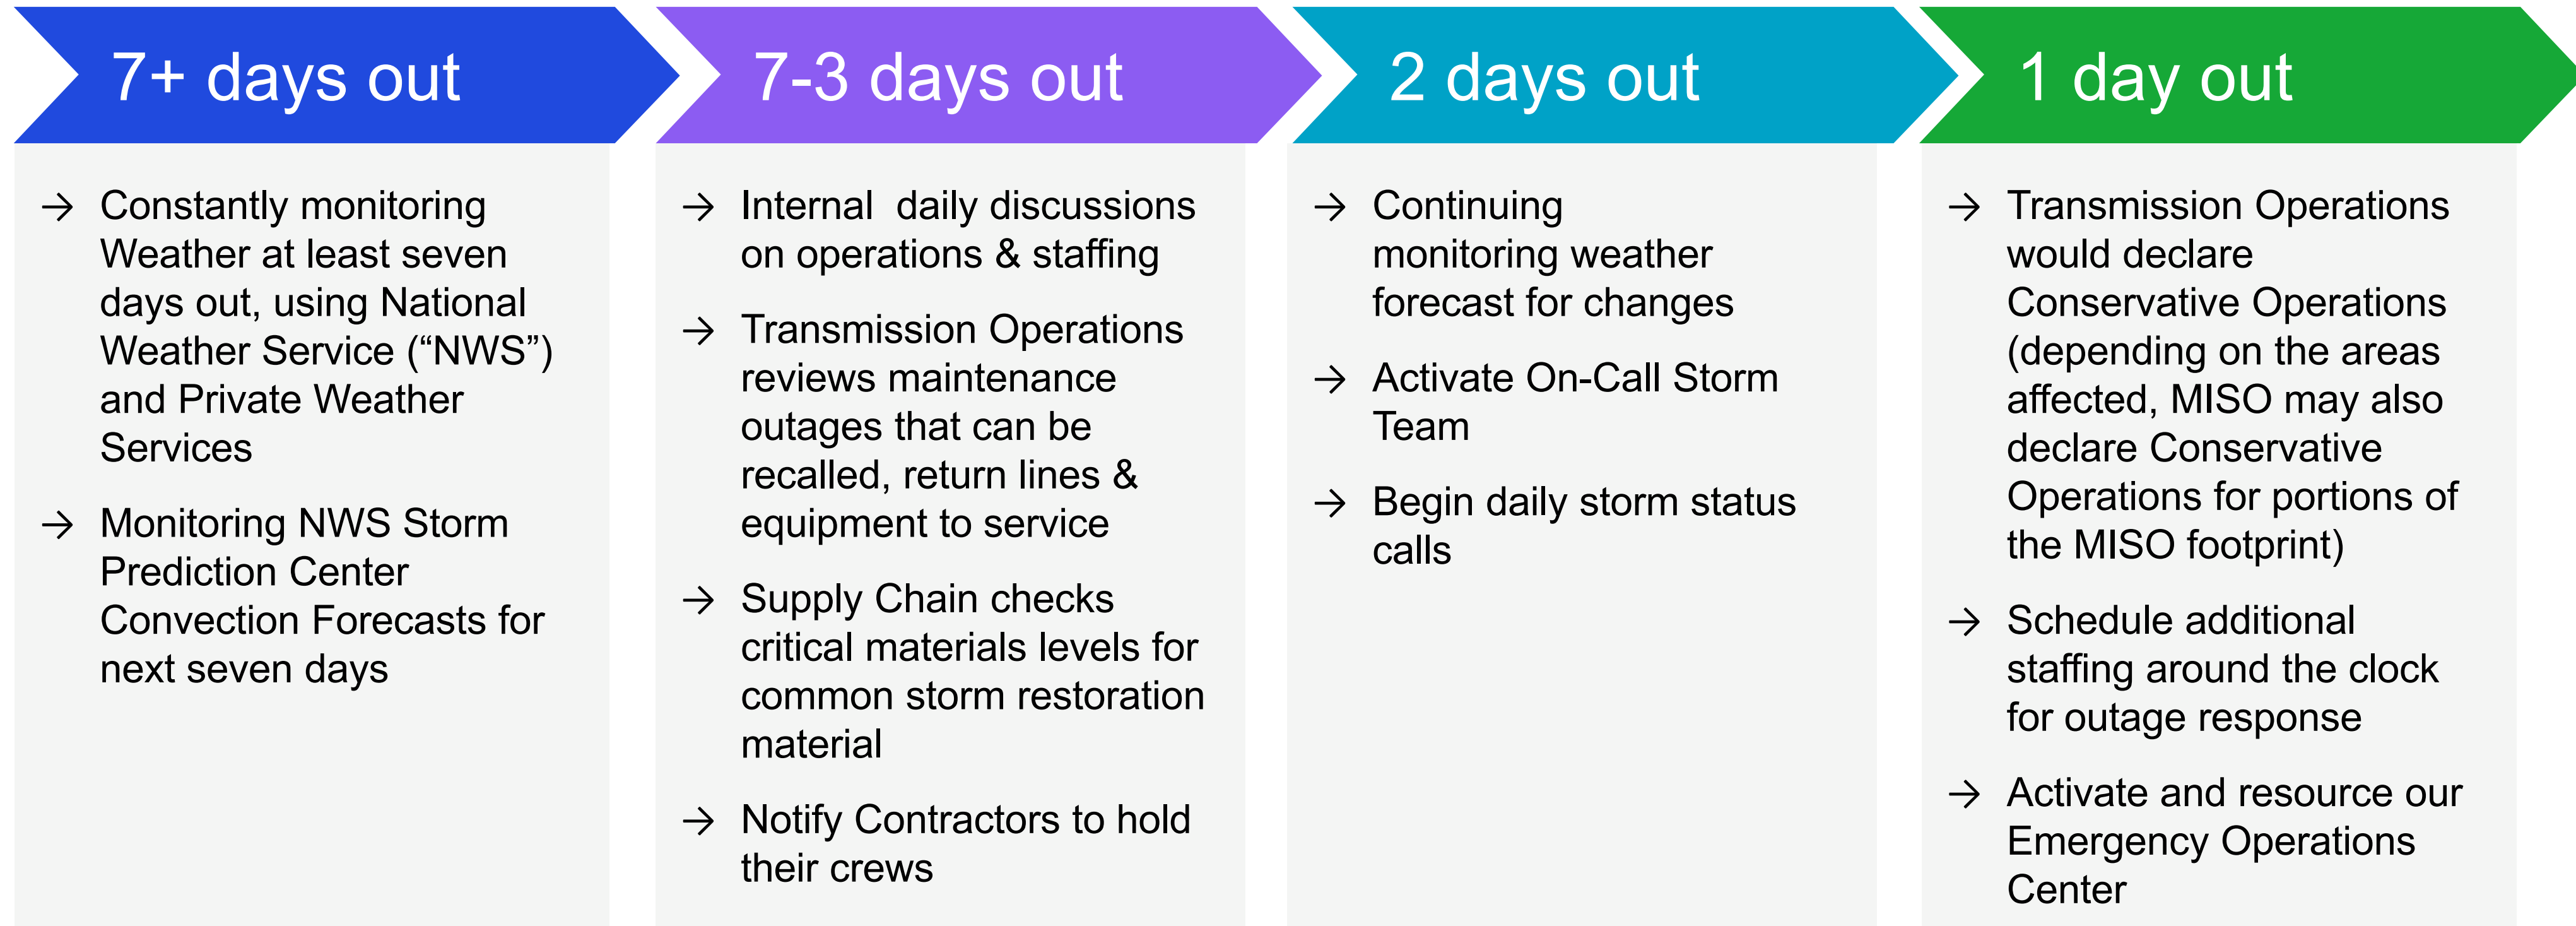 7+ days out
→ Constantly monitoring
Weather at least seven
days out, using National
Weather Service (“NWS”)
and Private Weather
Services
→ Monitoring NWS Storm
Prediction Center
Convection Forecasts for
next seven days
7-3 days out
→ Internal  daily discussions
on operations & staffing
→ Transmission Operations
reviews maintenance
outages that can be
recalled, return lines &
equipment to service
→ Supply Chain checks
critical materials levels for
common storm restoration
material
→ Notify Contractors to hold
their crews
2 days out
→ Continuing
monitoring weather
forecast for changes
→ Activate On-Call Storm
Team
→ Begin daily storm status
calls
1 day out
→ Transmission Operations
would declare
Conservative Operations
(depending on the areas
affected, MISO may also
declare Conservative
Operations for portions of
the MISO footprint)
→ Schedule additional
staffing around the clock
for outage response
→ Activate and resource our
Emergency Operations
Center